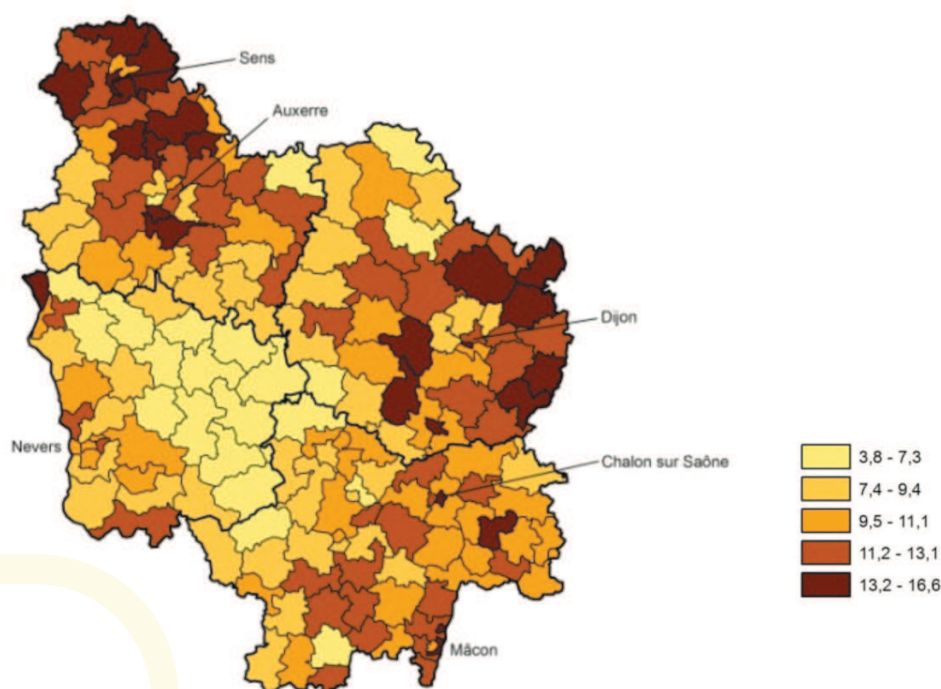 Sens
Auxerre
Dijon
Nevers
Chalon sur Saône
3,8 - 7,3
7,4 - 9,4
9,5 - 11,1
11,2 - 13,1
13,2 - 16,6
Mâcon